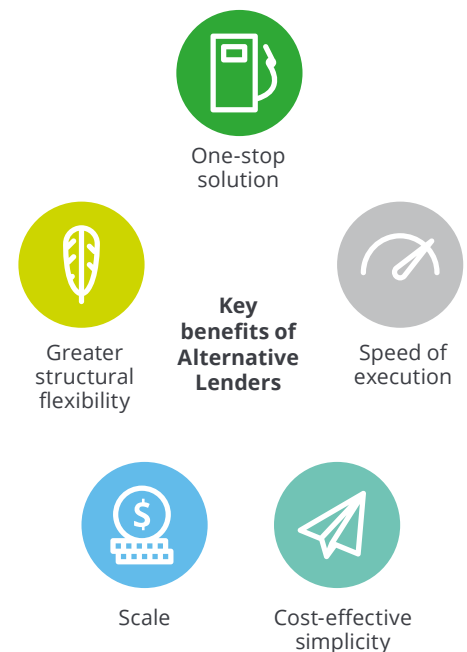 One-stop
solution
Greater
structural
flexibility
Key
benefits of
Alternative
Lenders
Speed of
execution
$
Scale
Cost-effective
simplicity